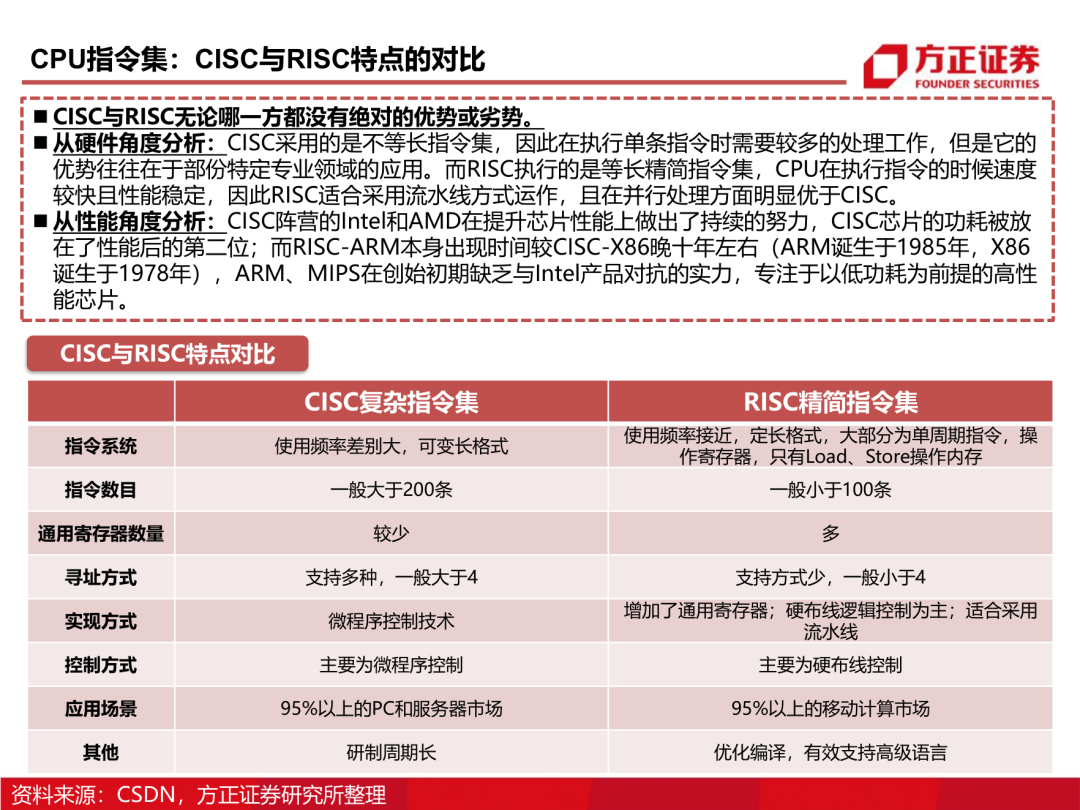 CPU指令集：CISC与RISC特点的对比
方正证券
FOUNDER SECURITIES
■ CISC与RISC无论哪一方都没有绝对的优势或劣势。
■ 从硬件角度分析：CISC采用的是不等长指令集，因此在执行单条指令时需要较多的处理工作，但是它的
优势往往在于部份特定专业领域的应用。而RISC执行的是等长精简指令集，CPU在执行指令的时候速度
较快且性能稳定，因此RISC适合采用流水线方式运作，且在并行处理方面明显优于CISC。
■ 从性能角度分析：CISC阵营的Intel和AMD在提升芯片性能上做出了持续的努力，CISC芯片的功耗被放
在了性能后的第二位；而RISC-ARM本身出现时间较CISC-X86晚十年左右（ARM诞生于1985年，X86
诞生于1978年），ARM、MIPS在创始初期缺乏与Intel产品对抗的实力，专注于以低功耗为前提的高性
能芯片。
CISC与RISC特点对比
CISC复杂指令集 RISC精简指令集
指令系统 使用频率差别大，可变长格式 使用频率接近，定长格式，大部分为单周期指令，操
作寄存器，只有Load、Store操作内存
指令数目 一般大于200条 一般小于100条
通用寄存器数量 较少 多
寻址方式 支持多种，一般大于4 支持方式少，一般小于4
实现方式 微程序控制技术 增加了通用寄存器；硬布线逻辑控制为主；适合采用
流水线
控制方式 主要为微程序控制 主要为硬布线控制
应用场景 95%以上的PC和服务器市场 95%以上的移动计算市场
其他 研制周期长 优化编译，有效支持高级语言
资料来源：CSDN，方正证券研究所整理